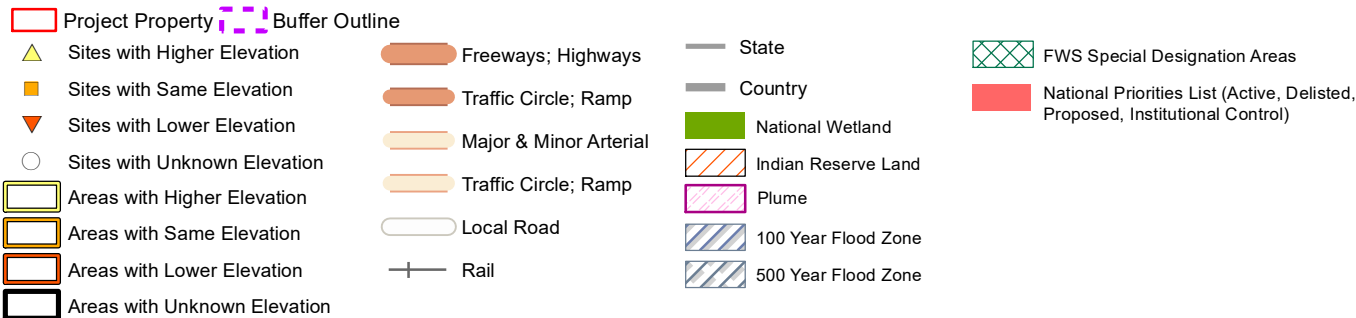 Project Property
Buffer Outline
Sites with Higher Elevation
Sites with Same Elevation
Sites with Lower Elevation
Sites with Unknown Elevation
Areas with Higher Elevation
Areas with Same Elevation
Areas with Lower Elevation
Areas with Unknown Elevation
Freeways; Highways
Traffic Circle; Ramp
Major & Minor Arterial
Traffic Circle; Ramp
Local Road
Rail
State
Country
National Wetland
Indian Reserve Land
Plume
100 Year Flood Zone
500 Year Flood Zone
FWS Special Designation Areas
National Priorities List (Active, Delisted,
Proposed, Institutional Control)